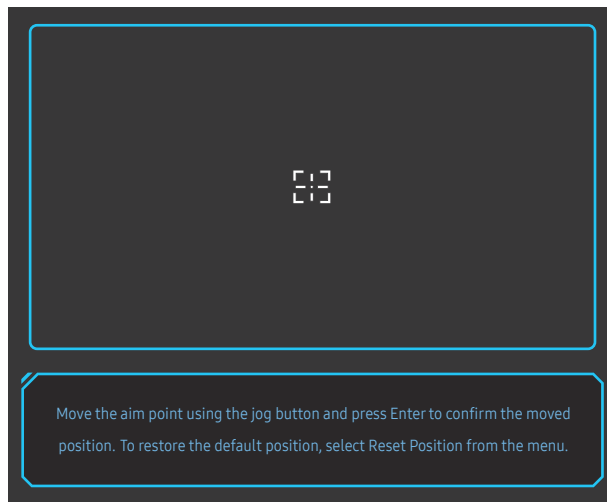 Move the aim point using the jog button and press Enter to confirm the moved
position. To restore the default position, select Reset Position from the menu.